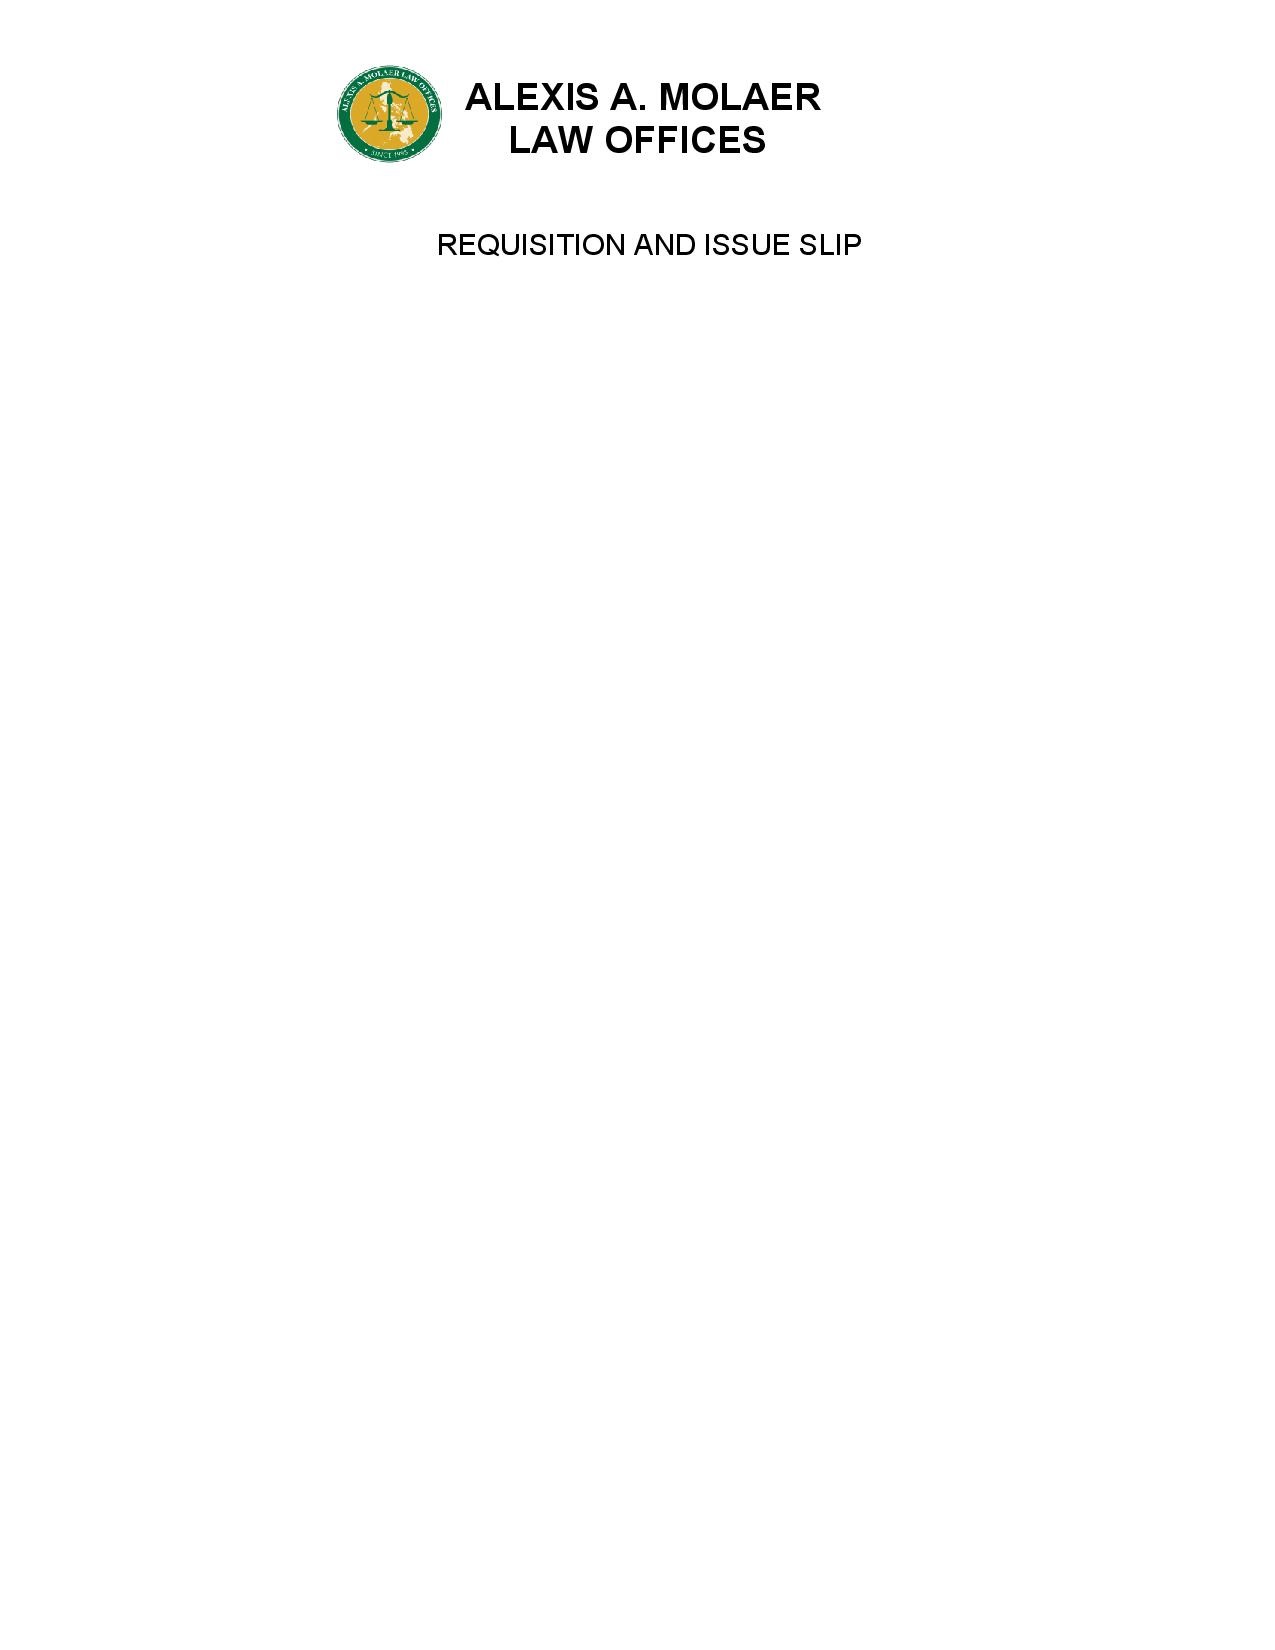 ALEXIS A. MOLAER LAW OFFICES
SINCE 1995
ALEXIS A. MOLAER
LAW OFFICES
REQUISITION AND ISSUE SLIP